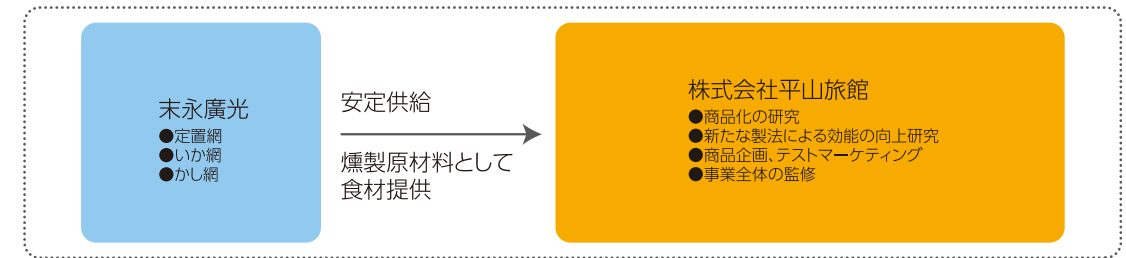 末永廣光
●定置網
●いか網
●かし網
安定供給
燻製原材料として
食材提供
株式会社平山旅館
●商品化の研究
●新たな製法による効能の向上研究
●商品企画、テストマーケティング
●事業全体の監修